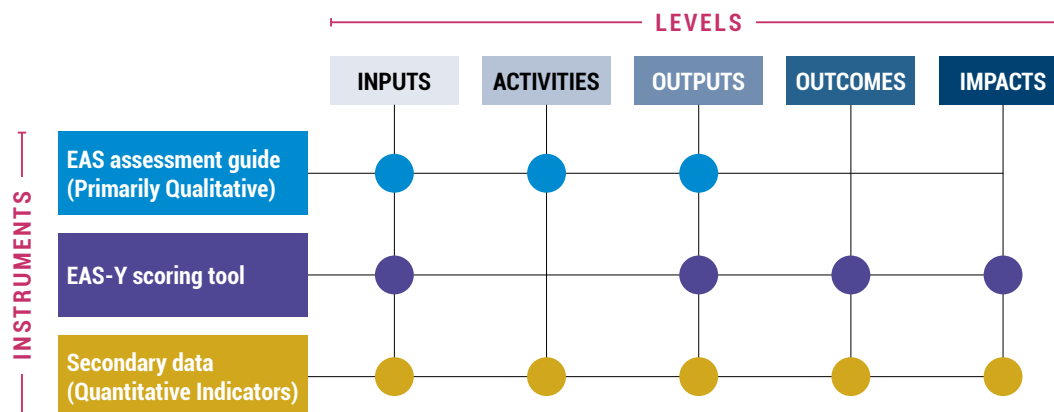 LEVELS
INPUTS
ACTIVITIES
OUTPUTS
OUTCOMES
IMPACTS
INSTRUMENTS
EAS assessment guide
(Primarily Qualitative)
EAS-Y scoring tool
Secondary data
(Quantitative Indicators)